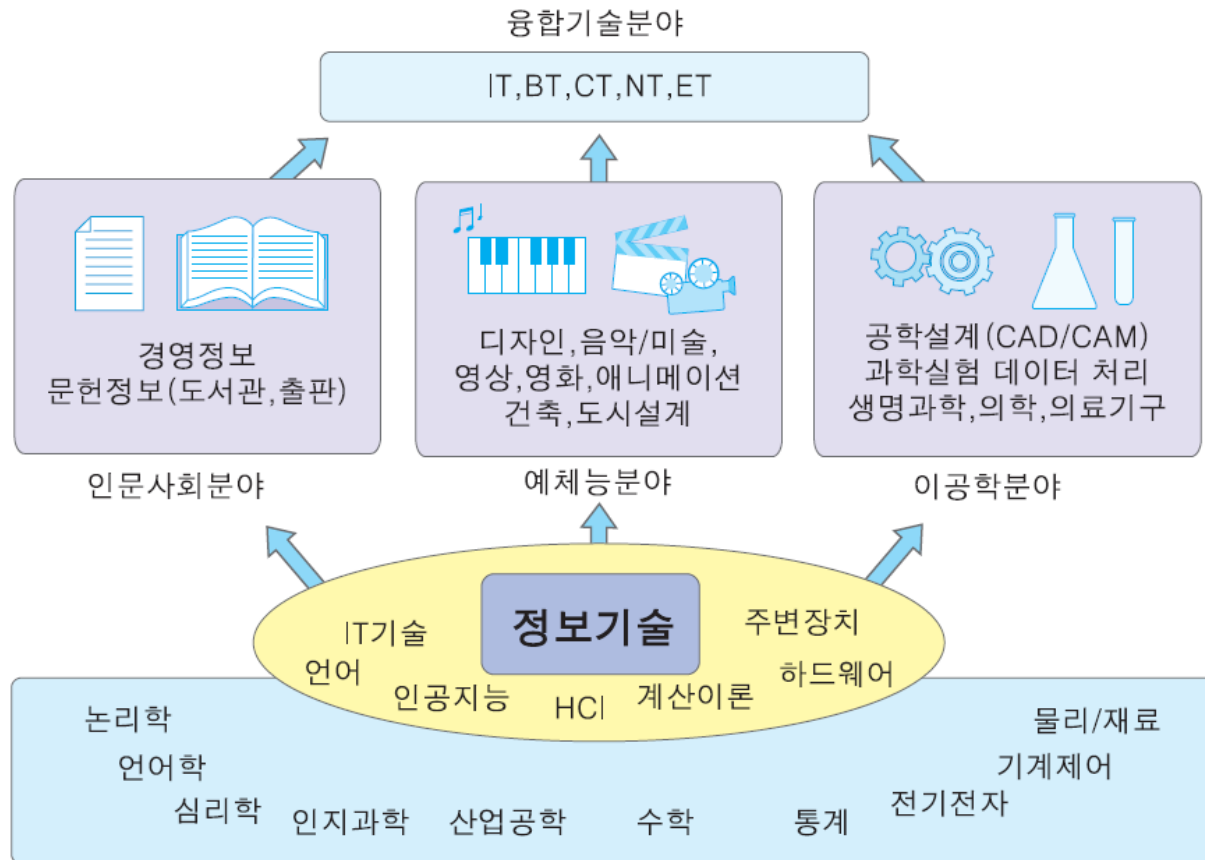 융합기술분야
IT,BT,CT,NT,ET
경영정보
문헌정보(도서관,출판)
인문사회분야
디자인,음악/미술,
영상,영화,애니메이션
건축,도시설계
예체능분야
공학설계(CAD/CAM)
과학실험 데이터 처리
생명과학,의학,의료기구
이공학분야
정보기술
IT기술
언어
인공지능
HCI
계산이론
하드웨어
주변장치
논리학
언어학
심리학
인지과학
산업공학
수학
통계
전기전자
기계제어
물리/재료